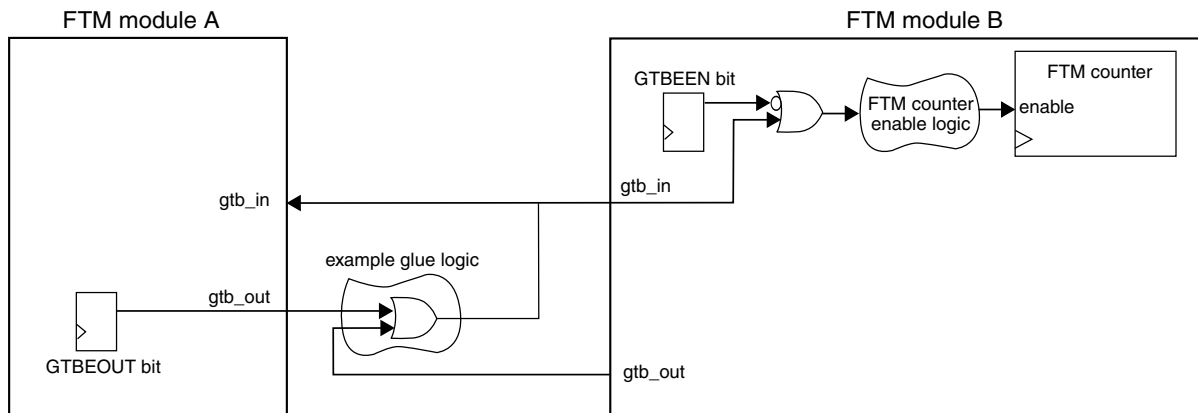 FTM module A
FTM module B
GTBEEN bit
FTM counter
enable logic
FTM counter
enable
gtb_in
gtb_in
example glue logic
gtb_out
GTBEOUT bit
gtb_out